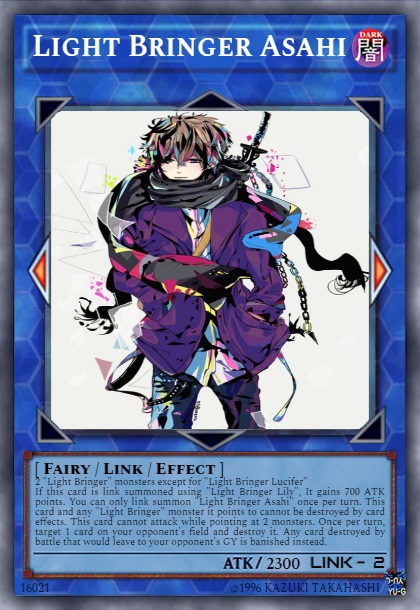 LIGHT BRINGER ASAHI
DARK
闇
[ FAIRY / LINK / EFFECT ]
2 "Light Bringer" monsters except for "Light Bringer Lucifer"
If this card is link summoned using "Light Bringer Lily", It gains 700 ATK
points. You can only link summon "Light Bringer Asahi" once per turn. This
card and any "Light Bringer" monster it points to cannot be destroyed by card
effects. This card cannot attack while pointing at 2 monsters. Once per turn,
target 1 card on your opponent's field and destroy it. Any card destroyed by
battle that would leave to your opponent's GY is banished instead.
ATK/ 2300 LINK- 2
16021 ©1996 KAZUKI TAKAHASHI